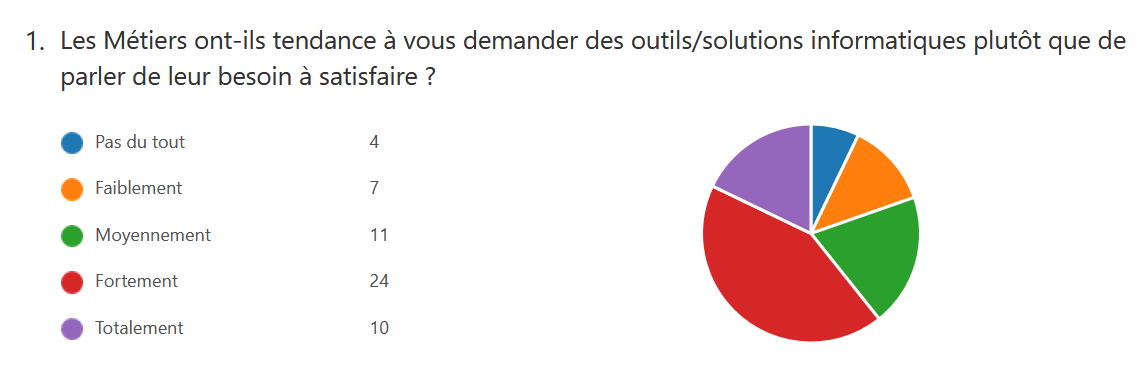 1. Les Métiers ont-ils tendance à vous demander des outils/solutions informatiques plutôt que de
parler de leur besoin à satisfaire ?
Pas du tout 4
Faiblement 7
Moyennement 11
Fortement 24
Totalement 10